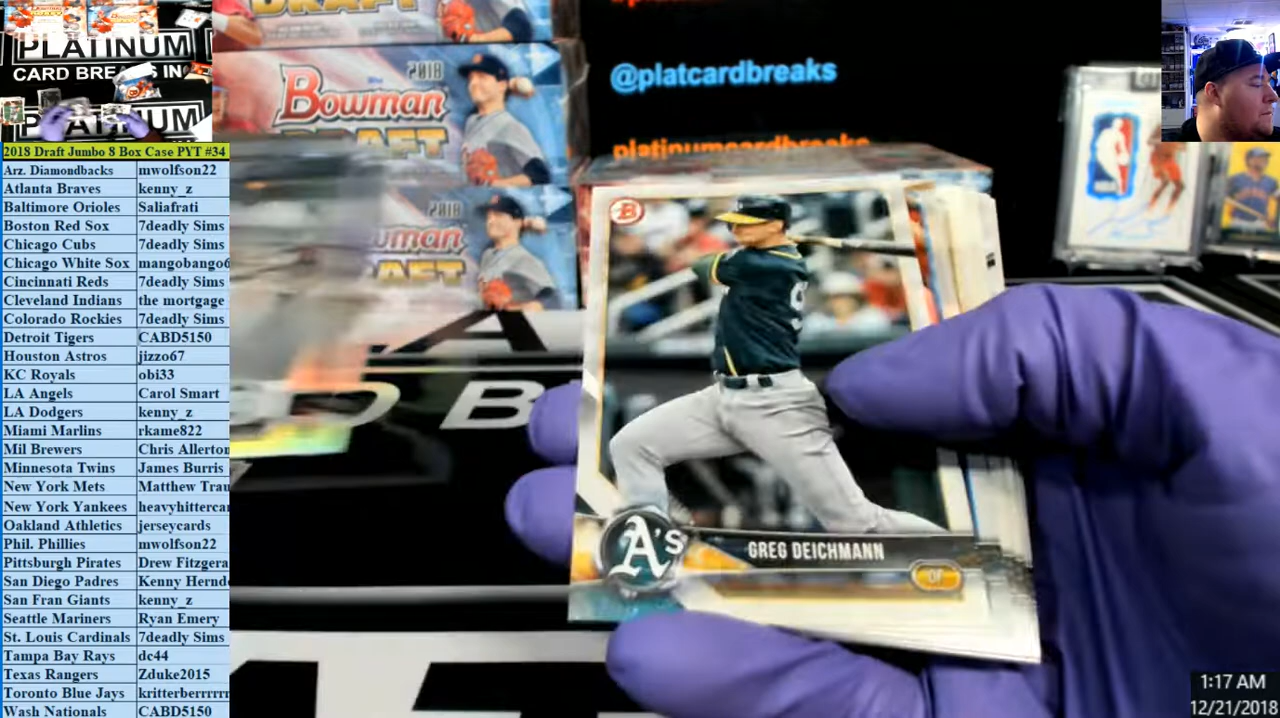 PLATINUM
CARD BREA
IN
PLATINUM
2018
Bowman
DRAFT
2018
wman
AFT
@platcardbreaks
platinumcardbreaks
B
GREG DEICHMANN
OF
A's
2018 Draft Jumbo 8 Box Case PYT #34
Arz. Diamondbacks mwolfson22
Atlanta Braves kenny_z
Baltimore Orioles Saliafrati
Boston Red Sox 7deadly Sims
Chicago Cubs 7deadly Sims
Chicago White Sox mangobango6
Cincinnati Reds 7deadly Sims
Cleveland Indians the mortgage
Colorado Rockies 7deadly Sims
Detroit Tigers CABD5150
Houston Astros jizzo67
KC Royals obi33
LA Angels Carol Smart
LA Dodgers kenny_z
Miami Marlins rkame822
Mil Brewers Chris Allerton
Minnesota Twins James Burris
New York Mets Matthew Trau
New York Yankees heavyhittercar
Oakland Athletics jerseycards
Phil. Phillies mwolfson22
Pittsburgh Pirates Drew Fitzgera
San Diego Padres Kenny Hernd
San Fran Giants kenny_z
Seattle Mariners Ryan Emery
St. Louis Cardinals 7deadly Sims
Tampa Bay Rays dc44
Texas Rangers Zduke2015
Toronto Blue Jays kritterberrrrrr
Wash Nationals CABD5150
1:17 AM
12/21/2018